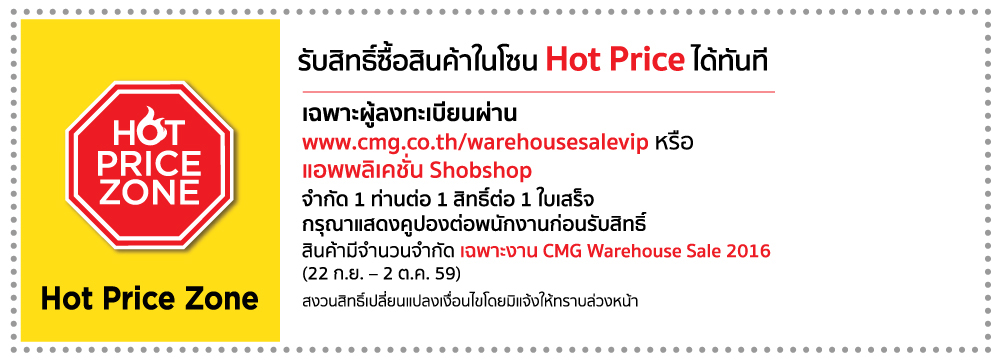 HOT
PRICE
ZONE
Hot Price Zone
รับสิทธิ์ซื้อสินค้าในโซน Hot Price ได้ทันที
เฉพาะผู้ลงทะเบียนผ่าน
www.cmg.co.th/warehousesalevip หรือ
แอพพลิเคชั่น Shobshop
จำกัด 1 ท่านต่อ 1 สิทธิ์ต่อ 1 ใบเสร็จ
กรุณาแสดงคูปองต่อพนักงานก่อนรับสิทธิ์
สินค้ามีจำนวนจำกัด เฉพาะงาน CMG Warehouse Sale 2016
(22 ก.ย. – 2 ต.ค. 59)
สงวนสิทธิ์เปลี่ยนแปลงเงื่อนไขโดยมิแจ้งให้ทราบล่วงหน้า